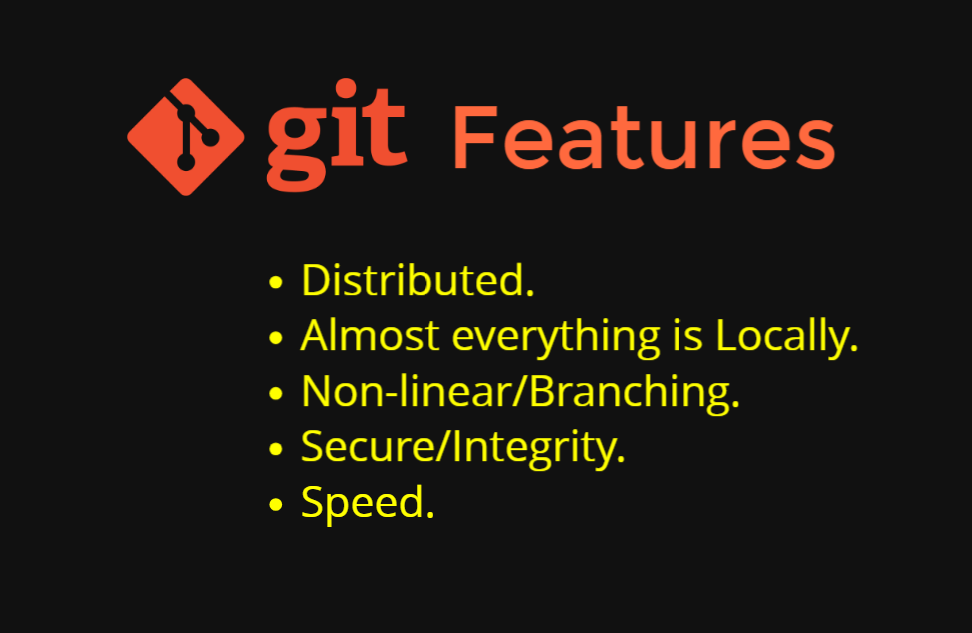 git Features
• Distributed.
• Almost everything is Locally.
• Non-linear/Branching.
• Secure/Integrity.
• Speed.